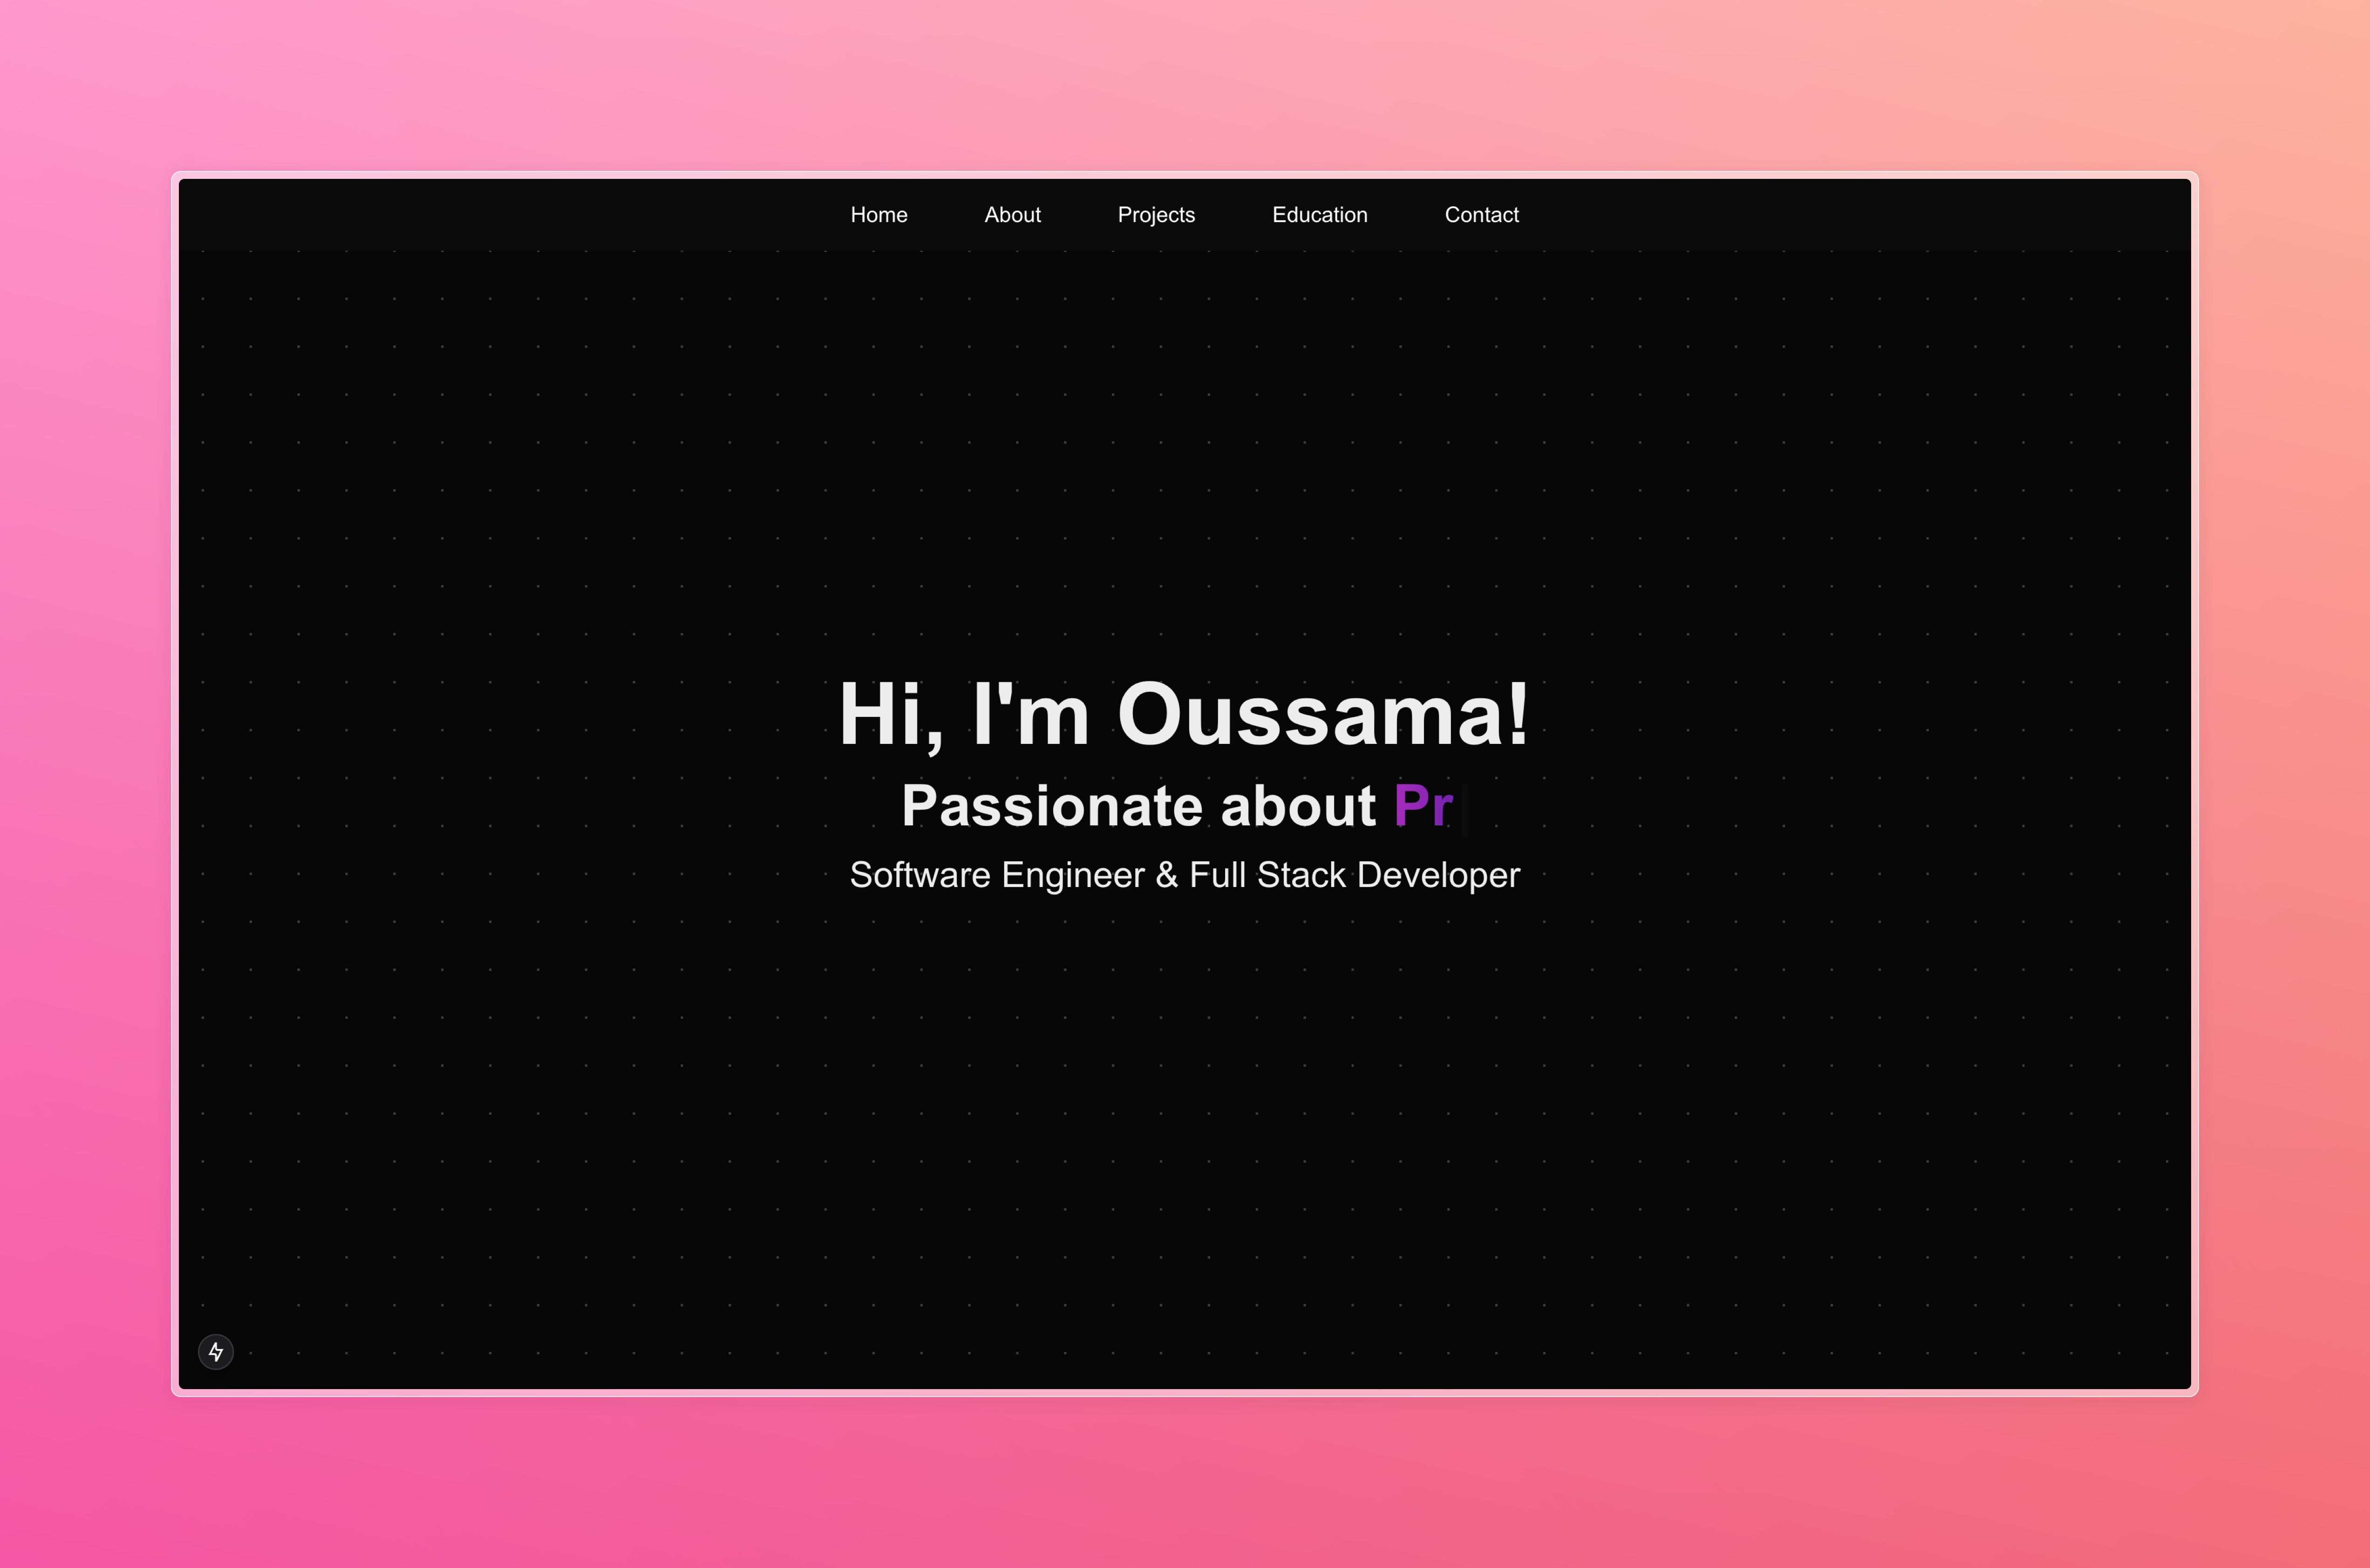 Home About Projects Education Contact
Hi, I'm Oussama!
Passionate about Pr
Software Engineer & Full Stack Developer